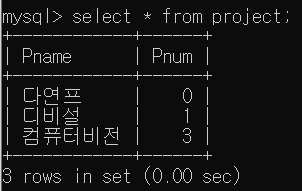 mysql> select * from project;
+------------+------+
| Pname | Pnum |
+------------+------+
| 다연프 | 0 |
| 디비설 | 1 |
| 컴퓨터비전 | 3 |
+------------+------+
3 rows in set (0.00 sec)